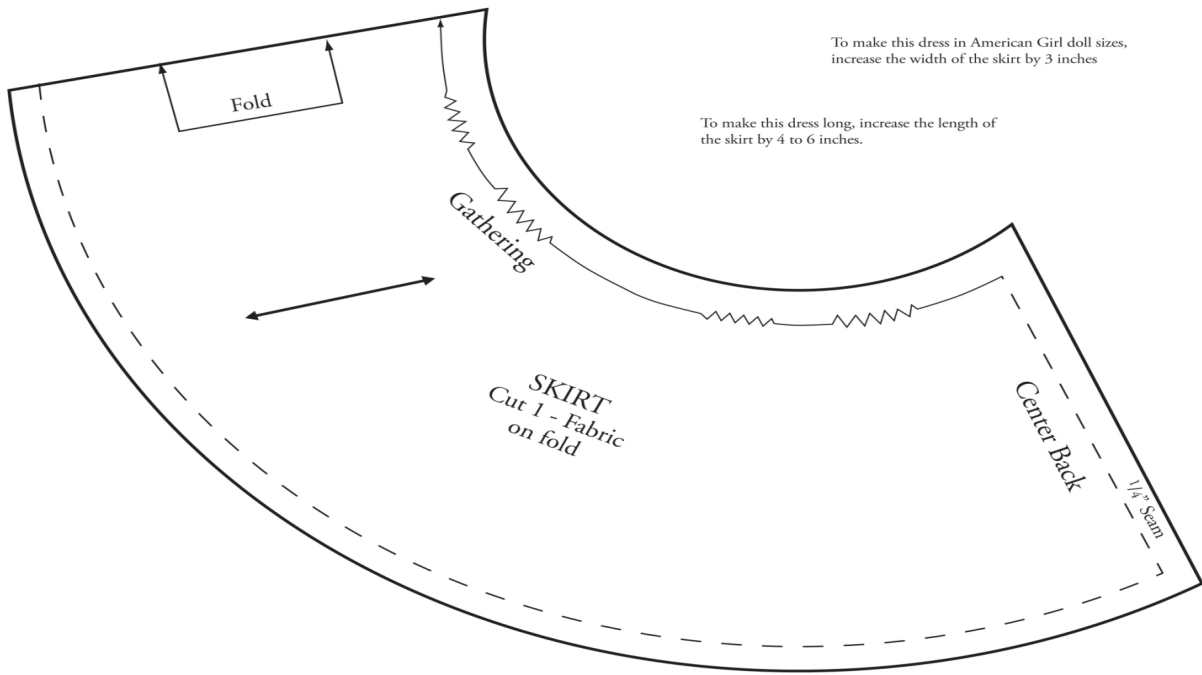 To make this dress in American Girl doll sizes,
increase the width of the skirt by 3 inches
To make this dress long, increase the length of
the skirt by 4 to 6 inches.
Fold
Gathering
SKIRT
Cut 1 - Fabric
on fold
Center Back
1/4" Seam